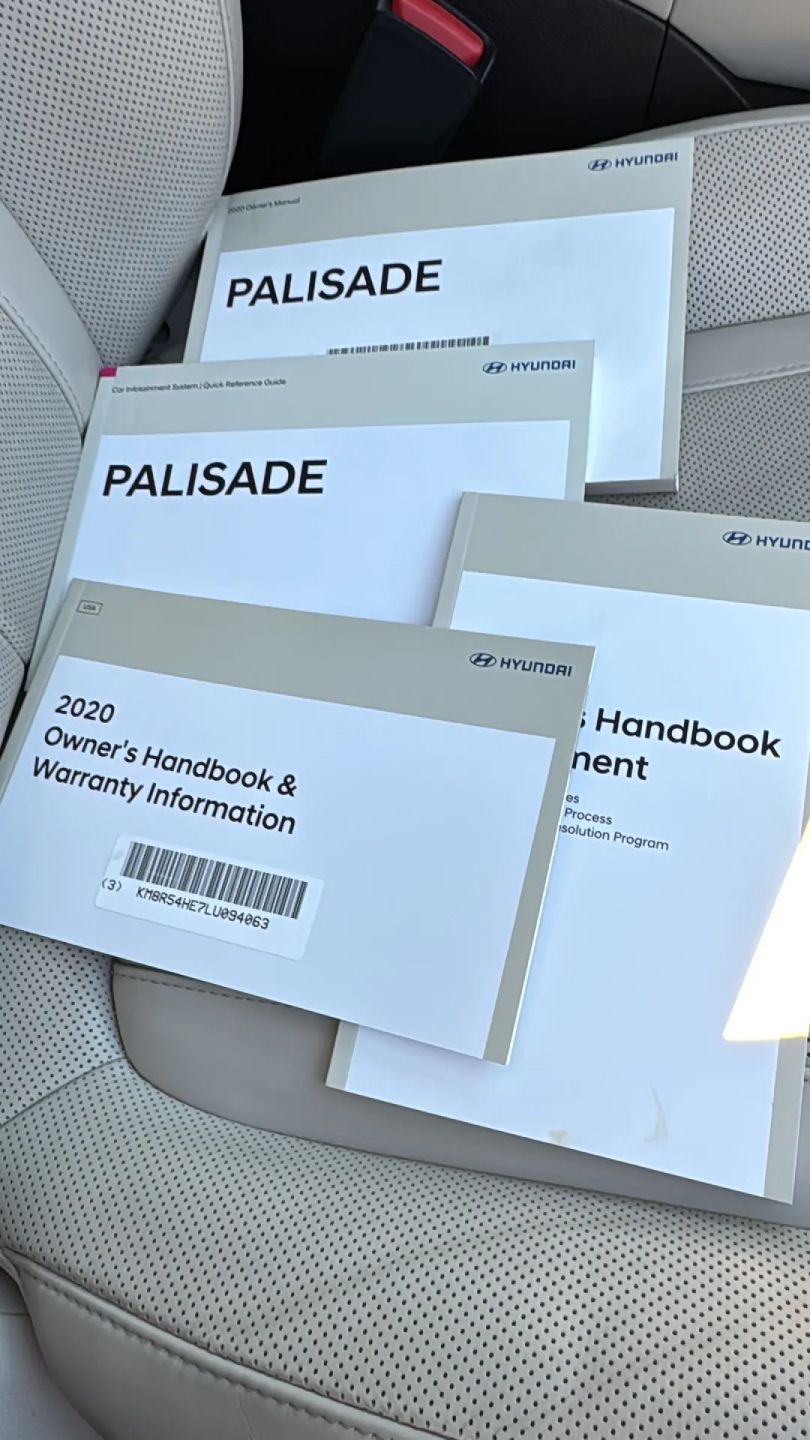 HYUNDAI
2020 Owner's Manual
PALISADE
HYUNDAI
Car Infotainment System | Quick Reference Guide
PALISADE
USA
HYUNDAI
2020
Owner's Handbook &
Warranty Information
(3) KM8R54HE7LU094063
HYUND
s Handbook
ment
es
Process
solution Program